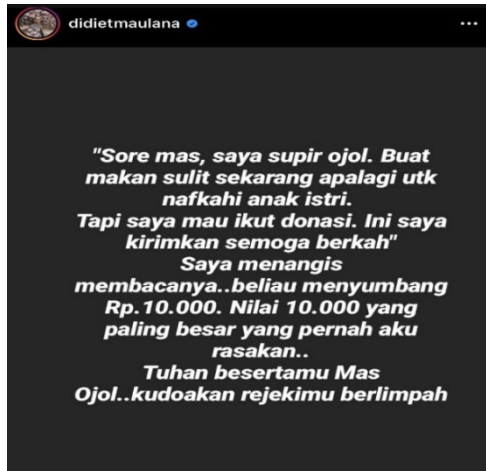 didietmaulana
"Sore mas, saya supir ojol. Buat
makan sulit sekarang apalagi utk
nafkahi anak istri.
Tapi saya mau ikut donasi. Ini saya
kirimkan semoga berkah"
Saya menangis
membacanya..beliau menyumbang
Rp.10.000. Nilai 10.000 yang
paling besar yang pernah aku
rasakan..
Tuhan besertamu Mas
Ojol..kudoakan rejekimu berlimpah